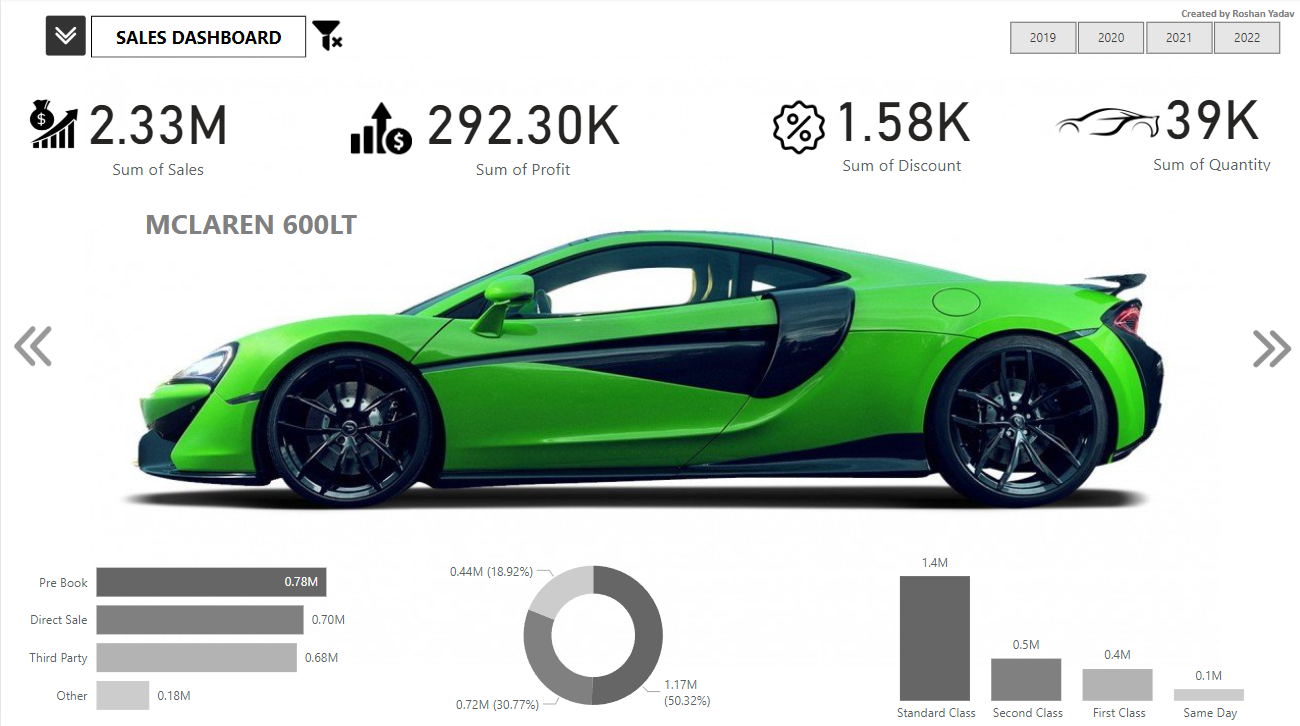 Created by Roshan Yadav
SALES DASHBOARD
2019 2020 2021 2022
2.33M
Sum of Sales
292.30K
Sum of Profit
1.58K
Sum of Discount
39K
Sum of Quantity
MCLAREN 600LT
Pre Book 0.78M
Direct Sale 0.70M
Third Party 0.68M
Other 0.18M
0.44M (18.92%)
0.72M (30.77%)
1.17M
(50.32%)
1.4M
0.5M
0.4M
0.1M
Standard Class Second Class First Class Same Day